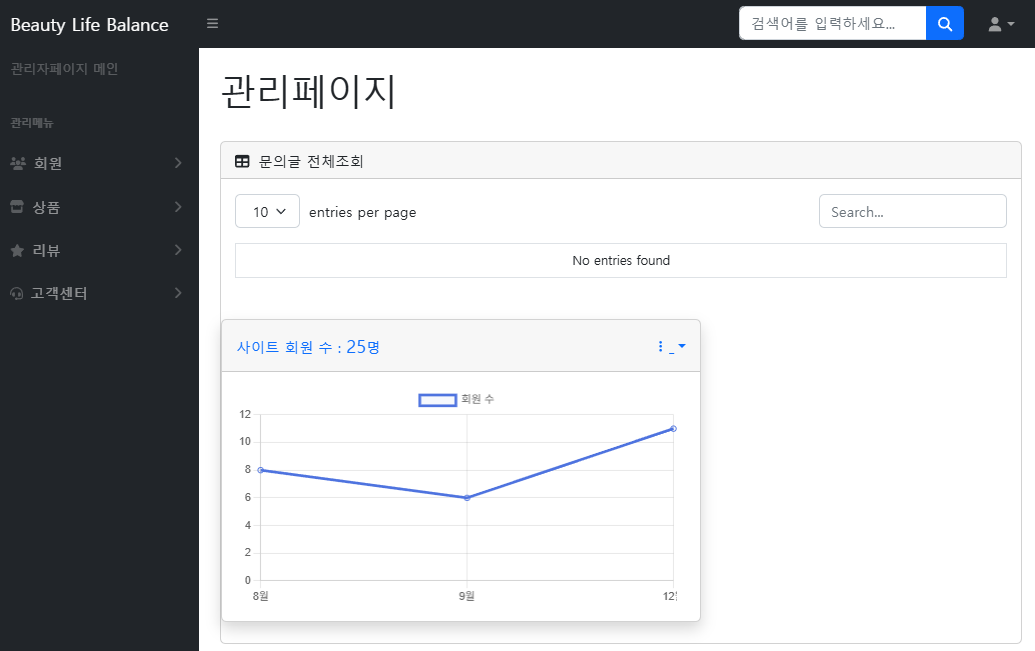 Beauty Life Balance
검색어를 입력하세요...
관리자페이지 메인
관리메뉴
회원
상품
리뷰
고객센터
관리페이지
문의글 전체조회
10 entries per page
Search...
No entries found
사이트 회원 수 : 25명
회원 수
12
10
8
6
4
2
0
8월 9월 12